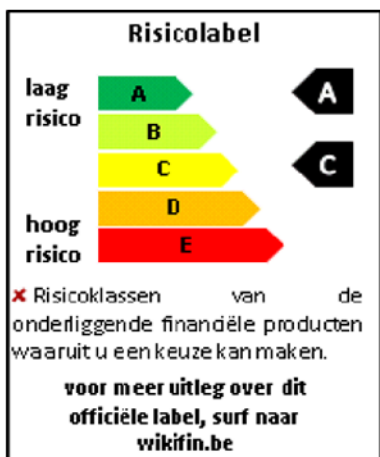 Risicolabel
laag
risico
A
A
B
C
C
D
hoog
risico
E
✘ Risicoklassen van de
onderliggende financiële producten
waaruit u een keuze kan maken.
voor meer uitleg over dit
officiële label, surf naar
wikifin.be